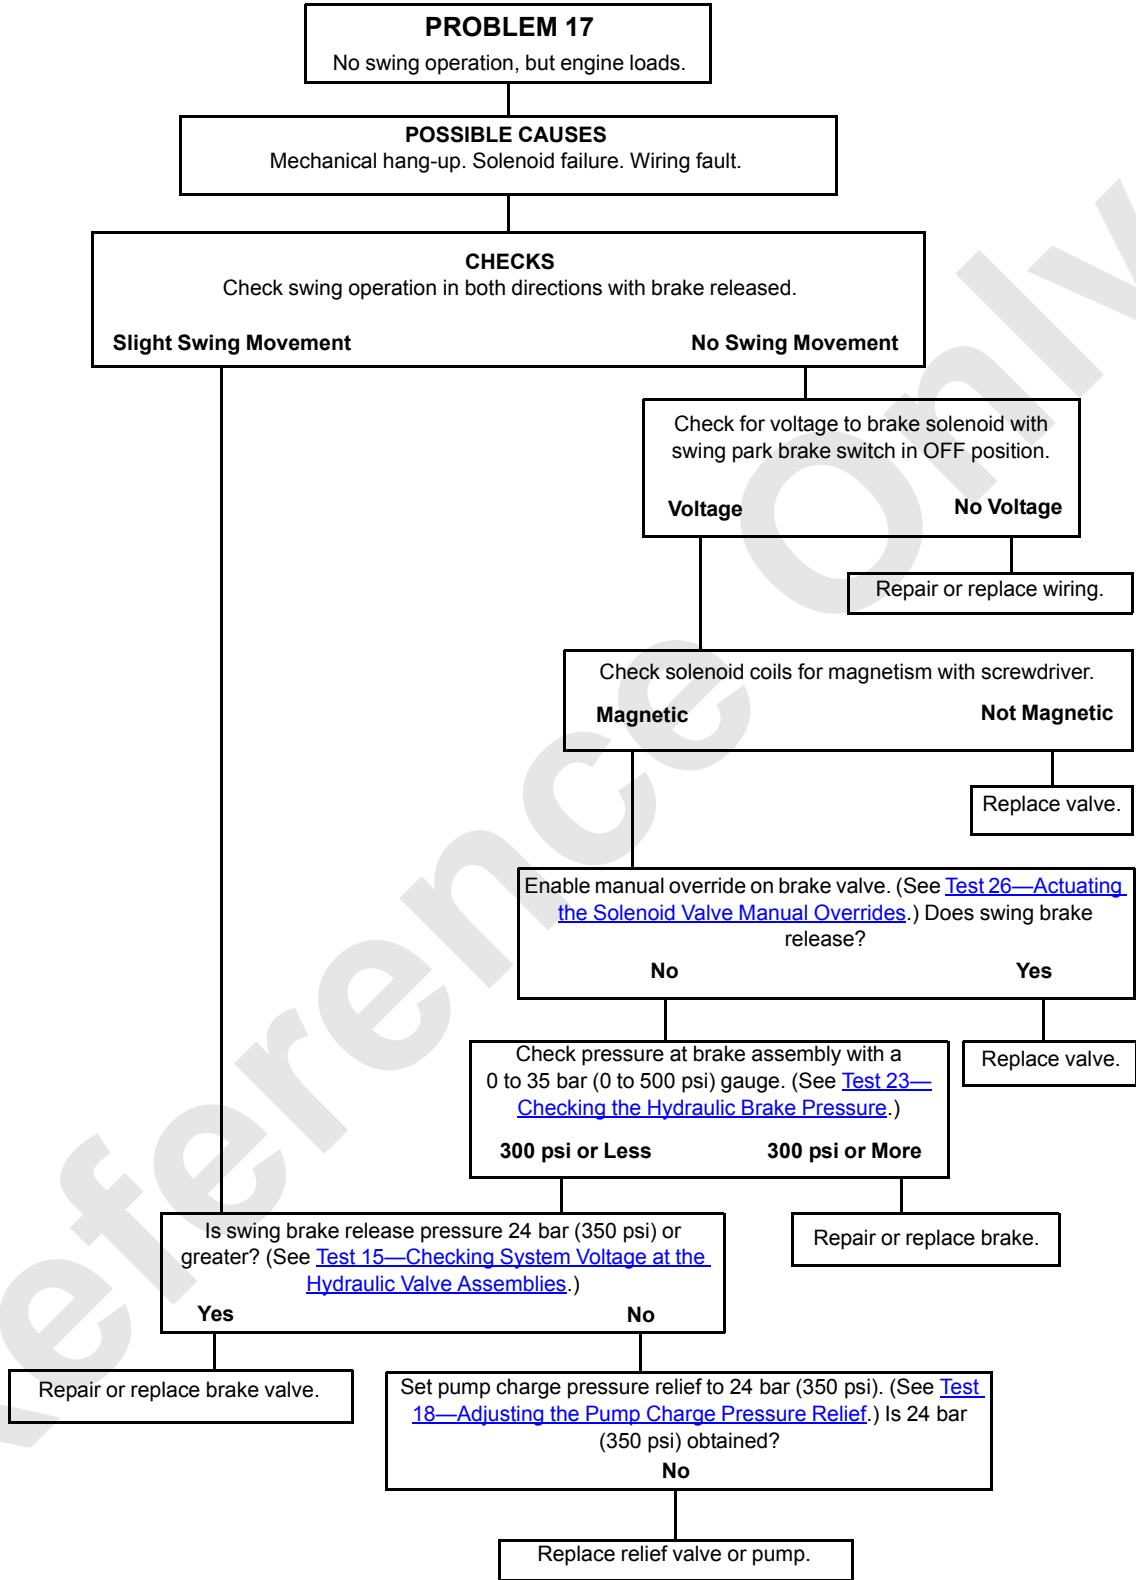 PROBLEM 17
No swing operation, but engine loads.
POSSIBLE CAUSES
Mechanical hang-up. Solenoid failure. Wiring fault.
CHECKS
Check swing operation in both directions with brake released.
Slight Swing Movement
No Swing Movement
Check for voltage to brake solenoid with
swing park brake switch in OFF position.
Voltage
No Voltage
Repair or replace wiring.
Check solenoid coils for magnetism with screwdriver.
Magnetic
Not Magnetic
Replace valve.
Enable manual override on brake valve. (See Test 26—Actuating
the Solenoid Valve Manual Overrides.) Does swing brake
release?
No
Yes
Replace valve.
Check pressure at brake assembly with a
0 to 35 bar (0 to 500 psi) gauge. (See Test 23—
Checking the Hydraulic Brake Pressure.)
300 psi or Less
300 psi or More
Repair or replace brake.
Is swing brake release pressure 24 bar (350 psi) or
greater? (See Test 15—Checking System Voltage at the
Hydraulic Valve Assemblies.)
Yes
No
Repair or replace brake valve.
Set pump charge pressure relief to 24 bar (350 psi). (See Test
18—Adjusting the Pump Charge Pressure Relief.) Is 24 bar
(350 psi) obtained?
No
Replace relief valve or pump.
Reference Only